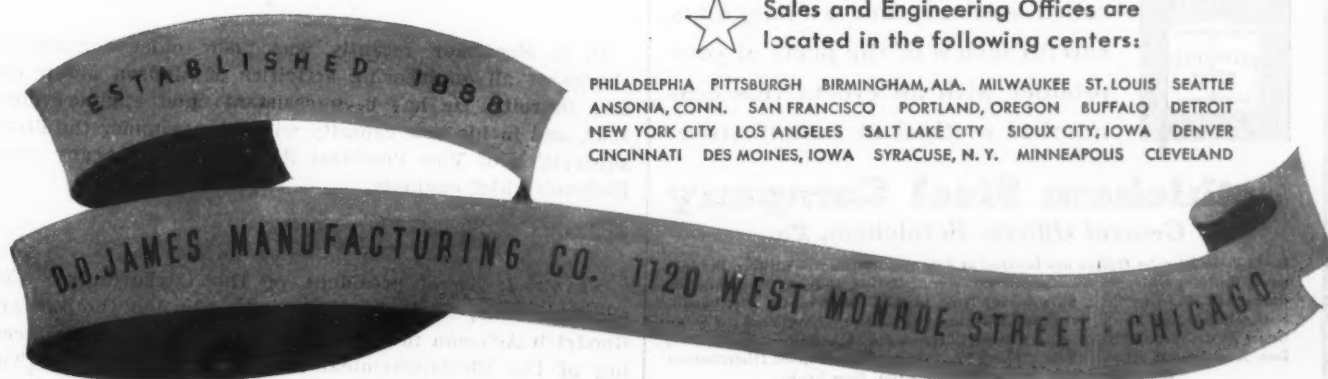 Sales and Engineering Offices are
located in the following centers:
PHILADELPHIA PITTSBURGH BIRMINGHAM, ALA. MILWAUKEE ST. LOUIS SEATTLE
ANSONIA, CONN. SAN FRANCISCO PORTLAND, OREGON BUFFALO DETROIT
NEW YORK CITY LOS ANGELES SALT LAKE CITY SIOUX CITY, IOWA DENVER
CINCINNATI DES MOINES, IOWA SYRACUSE, N. Y. MINNEAPOLIS CLEVELAND
ESTABLISHED 1888
D.O.JAMES MANUFACTURING CO. 1120 WEST MONROE STREET · CHICAGO